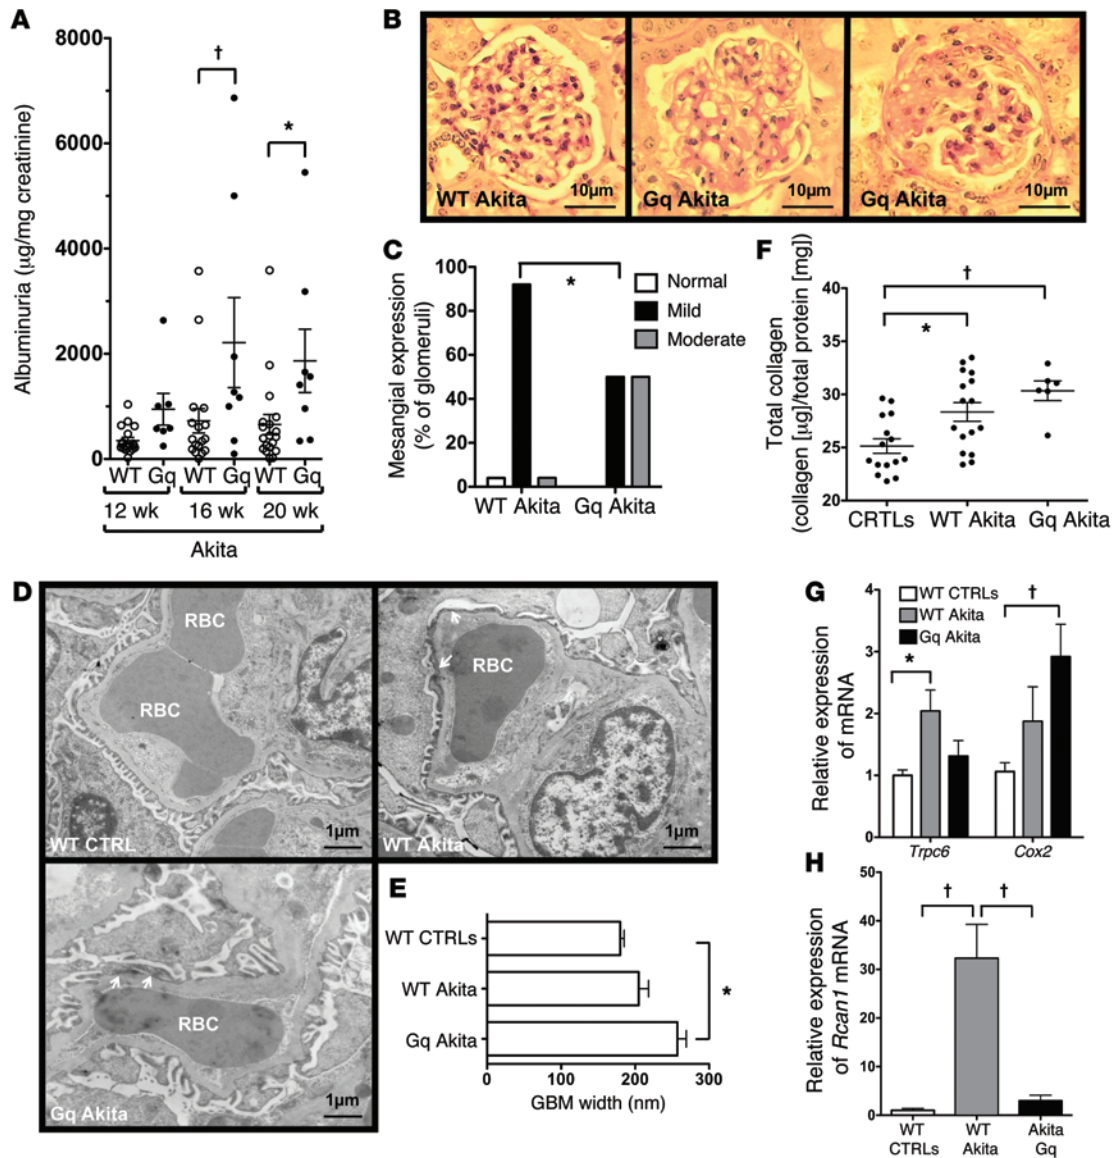 A
Albuminuria (µg/mg creatinine)
8000
6000
4000
2000
0
†
*
WT Gq WT Gq WT Gq
12 wk 16 wk 20 wk
Akita
B
WT Akita
10µm
Gq Akita
10µm
Gq Akita
10µm
C
Mesangial expression
(% of glomeruli)
100
80
60
40
20
0
*
Normal
Mild
Moderate
WT Akita Gq Akita
F
Total collagen
(collagen [µg]/total protein [mg])
40
35
30
25
20
†
*
CRTLs WT Akita Gq Akita
D
RBC
RBC
WT CTRL
1µm
RBC
WT Akita
1µm
RBC
Gq Akita
1µm
E
WT CTRLs
WT Akita
Gq Akita
*
0 100 200 300
GBM width (nm)
G
Relative expression
of mRNA
4
3
2
1
0
WT CTRLs
WT Akita
Gq Akita
*
†
Trpc6 Cox2
H
Relative expression
of Rcan1 mRNA
50
40
30
20
10
0
† †
WT WT Akita
CTRLs Akita Gq